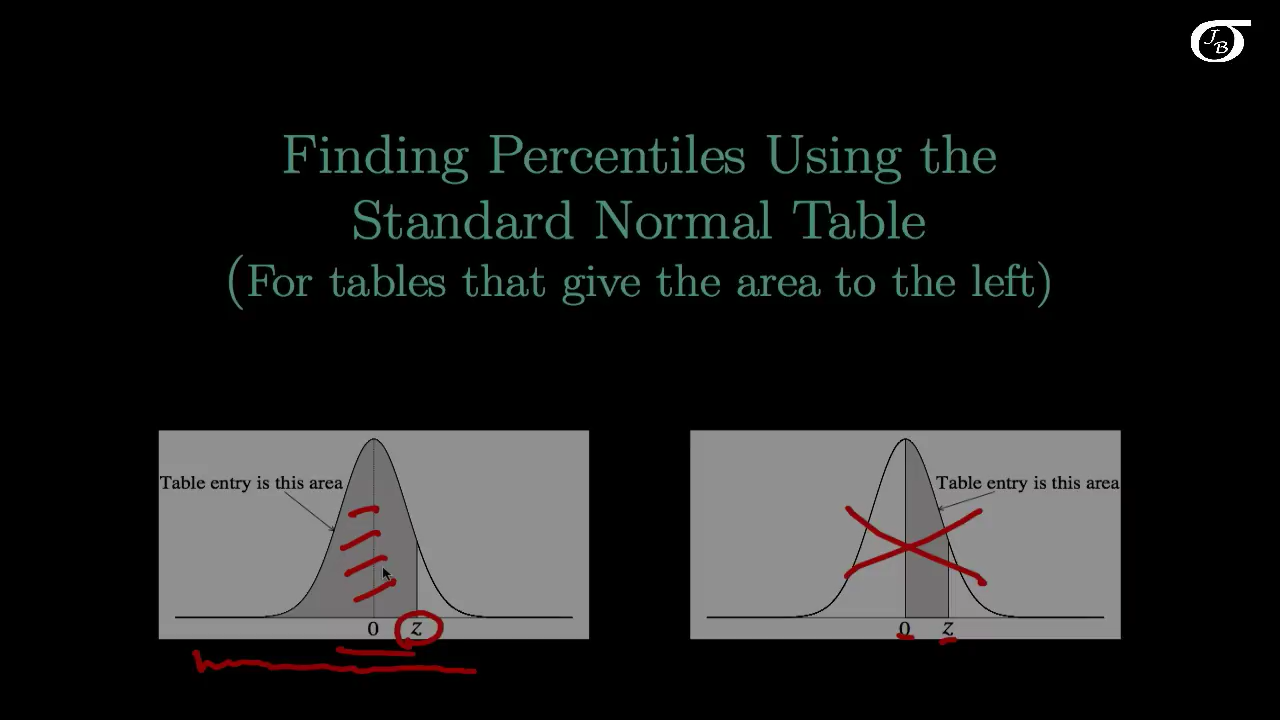 JB
Finding Percentiles Using the
Standard Normal Table
(For tables that give the area to the left)
Table entry is this area
0 z
Table entry is this area
0 z